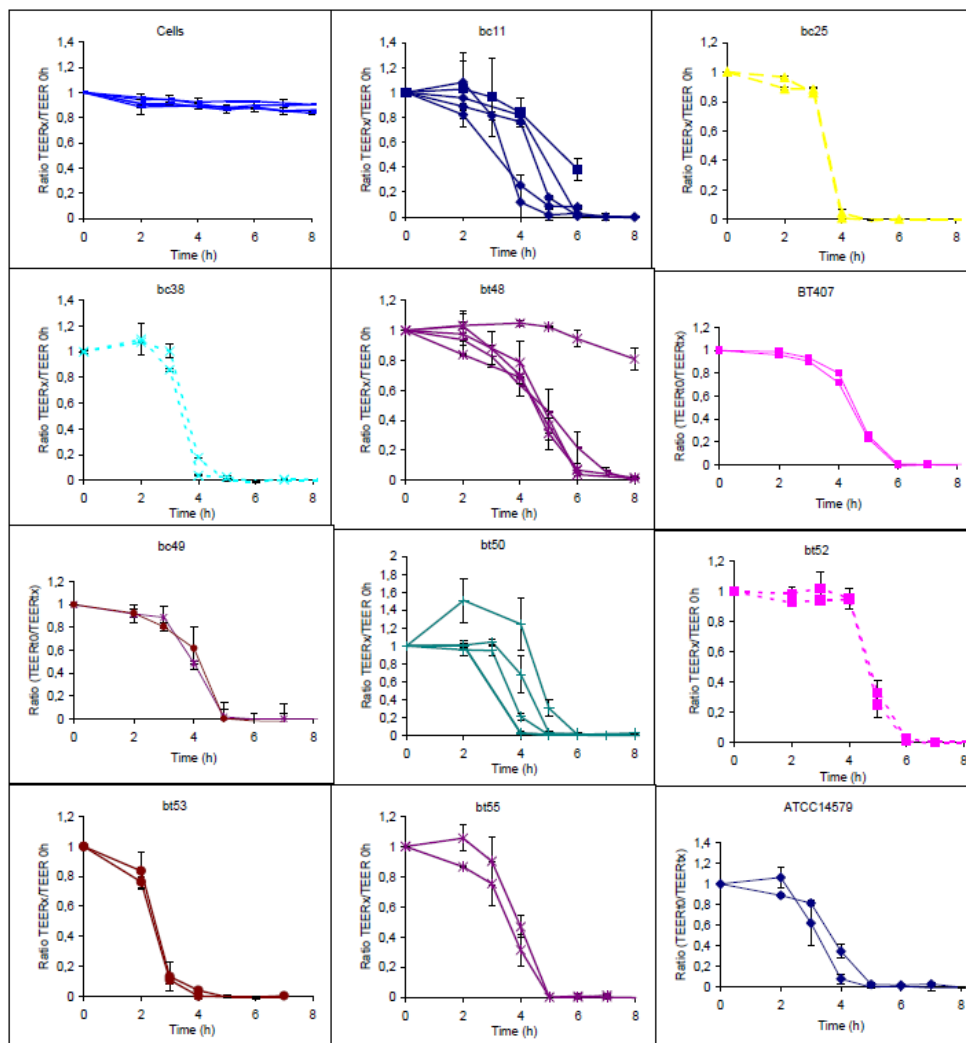 Cells
Ratio TEERx/TEER 0h
1,4
1,2
1
0,8
0,6
0,4
0,2
0
0 2 4 6 8
Time (h)
bc11
Ratio TEERx/TEER 0h
1,4
1,2
1
0,8
0,6
0,4
0,2
0
0 2 4 6 8
Time (h)
bc25
Ratio TEERx/TEER 0h
1,4
1,2
1
0,8
0,6
0,4
0,2
0
0 2 4 6 8
Time (h)
bc38
Ratio TEERx/TEER 0h
1,4
1,2
1
0,8
0,6
0,4
0,2
0
0 2 4 6 8
Time (h)
bt48
Ratio TEERx/TEER 0h
1,4
1,2
1
0,8
0,6
0,4
0,2
0
0 2 4 6 8
Time (h)
BT407
Ratio (TEERt0/TEERtx)
1,2
1
0,8
0,6
0,4
0,2
0
0 2 4 6 8
Time (h)
bc49
Ratio (TEERt0/TEERtx)
1,2
1
0,8
0,6
0,4
0,2
0
0 2 4 6 8
Time (h)
bt50
Ratio TEERx/TEER 0h
2
1,8
1,6
1,4
1,2
1
0,8
0,6
0,4
0,2
0
0 2 4 6 8
Time (h)
bt52
Ratio TEERx/TEER 0h
1,4
1,2
1
0,8
0,6
0,4
0,2
0
0 2 4 6 8
Time (h)
bt53
Ratio TEERx/TEER 0h
1,2
1
0,8
0,6
0,4
0,2
0
0 2 4 6 8
Time (h)
bt55
Ratio TEERx/TEER 0h
1,2
1
0,8
0,6
0,4
0,2
0
0 2 4 6 8
Time (h)
ATCC14579
Ratio (TEERt0/TEERtx)
1,4
1,2
1
0,8
0,6
0,4
0,2
0
0 2 4 6 8
Time (h)